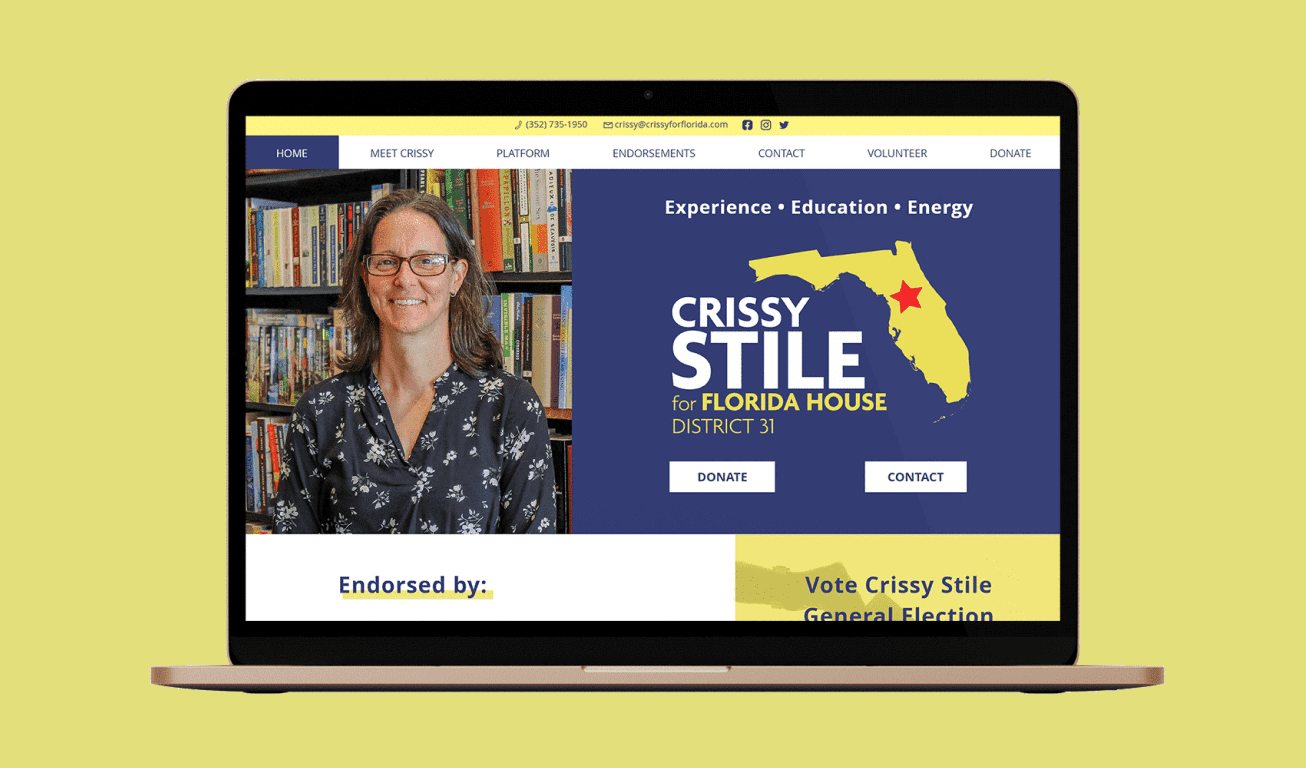 (352) 735-1950 crissy@crissyforflorida.com
HOME MEET CRISSY PLATFORM ENDORSEMENTS CONTACT VOLUNTEER DONATE
PAPILLON
Experience • Education • Energy
CRISSY
STILE
for FLORIDA HOUSE
DISTRICT 31
DONATE CONTACT
Endorsed by:
Vote Crissy Stile
General Election